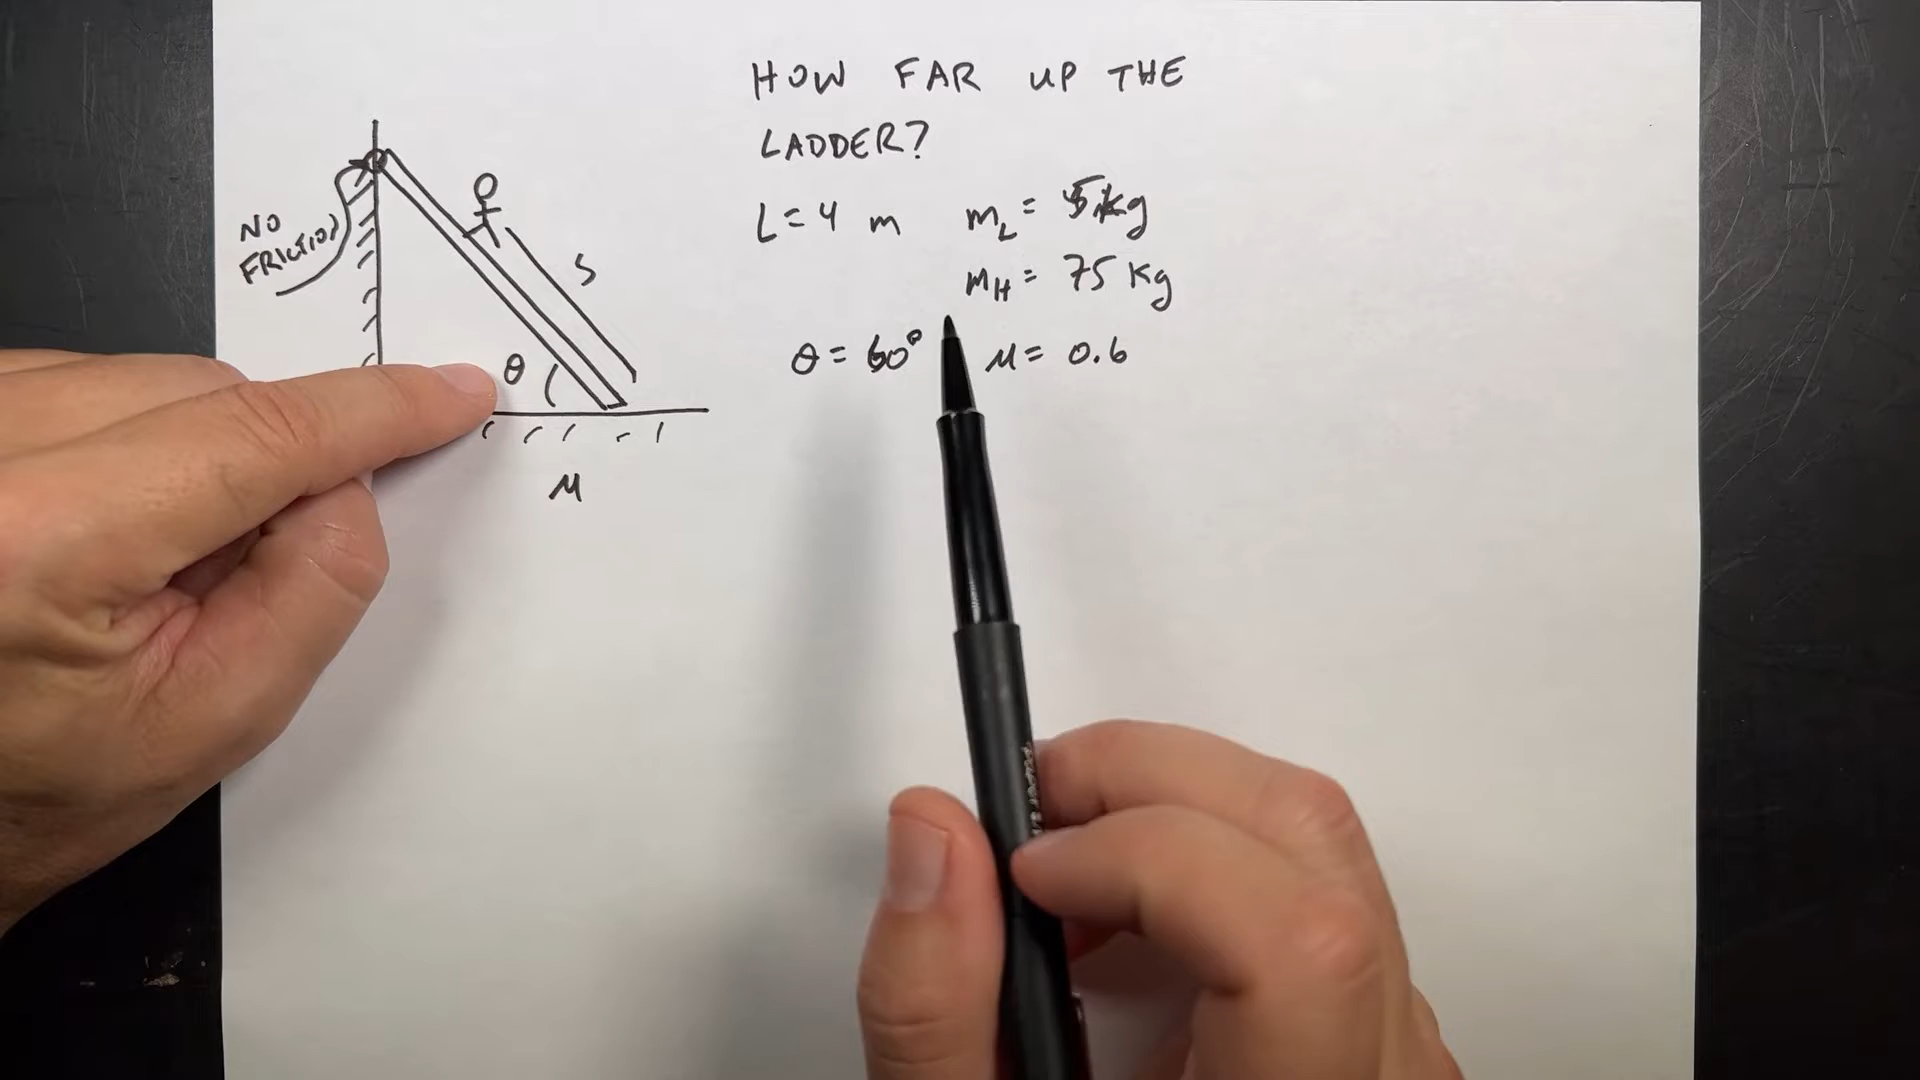 HOW FAR UP THE
LADDER?
L = 4 m m_L = 5 kg
m_H = 75 kg
θ = 60° μ = 0.6
NO
FRICTION
S
θ
μ